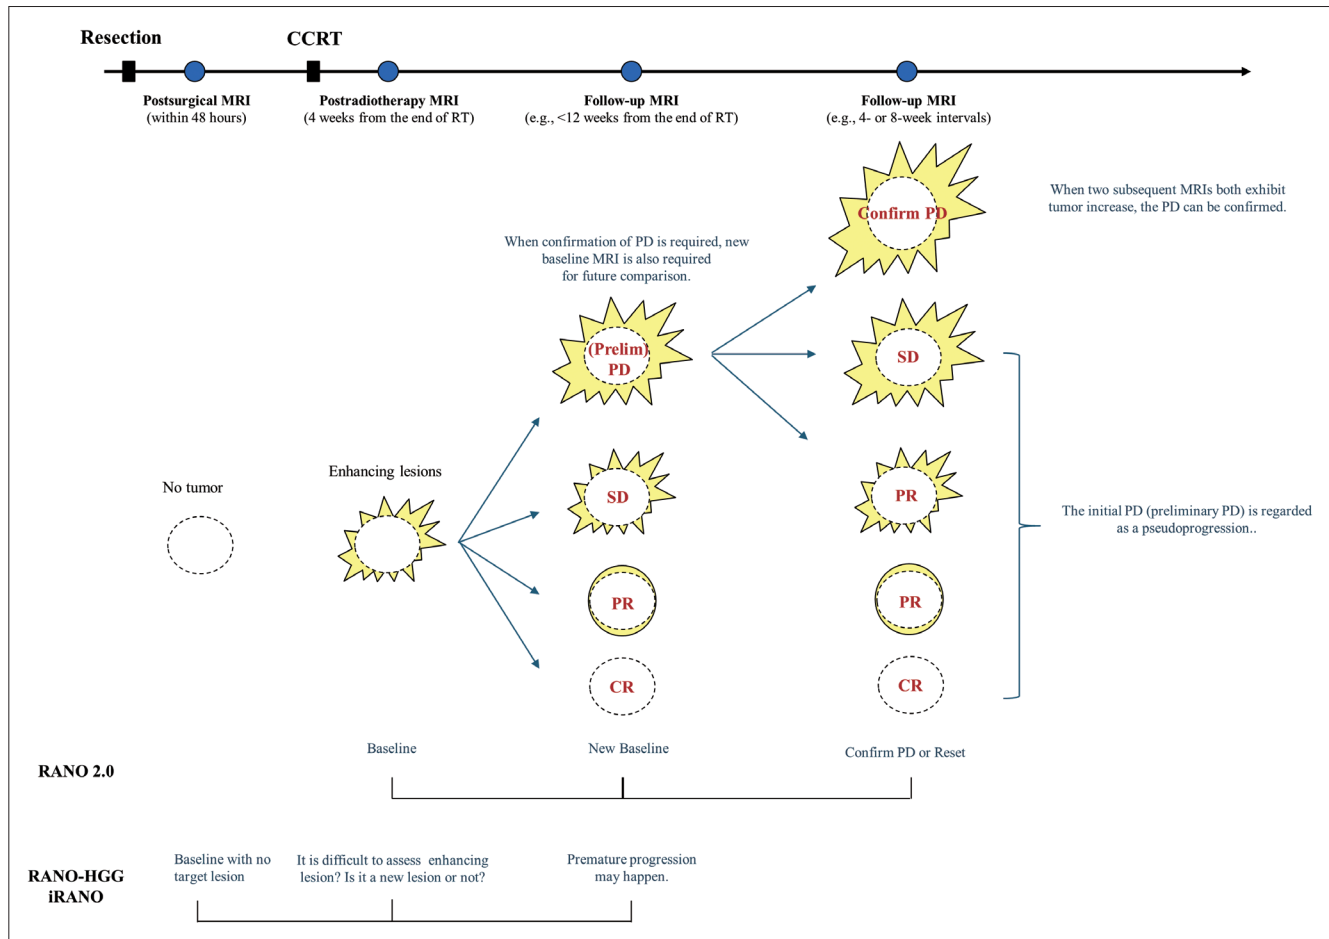 Resection
CCRT
Postsurgical MRI
(within 48 hours)
Postradiotherapy MRI
(4 weeks from the end of RT)
Follow-up MRI
(e.g., <12 weeks from the end of RT)
Follow-up MRI
(e.g., 4- or 8-week intervals)
When two subsequent MRIs both exhibit
tumor increase, the PD can be confirmed.
Confirm PD
When confirmation of PD is required, new
baseline MRI is also required
for future comparison.
(Prelim)
PD
SD
No tumor
Enhancing lesions
SD
PR
The initial PD (preliminary PD) is regarded
as a pseudoprogression..
PR
PR
CR
CR
Baseline
New Baseline
Confirm PD or Reset
RANO 2.0
Baseline with no
target lesion
It is difficult to assess enhancing
lesion? Is it a new lesion or not?
Premature progression
may happen.
RANO-HGG
iRANO